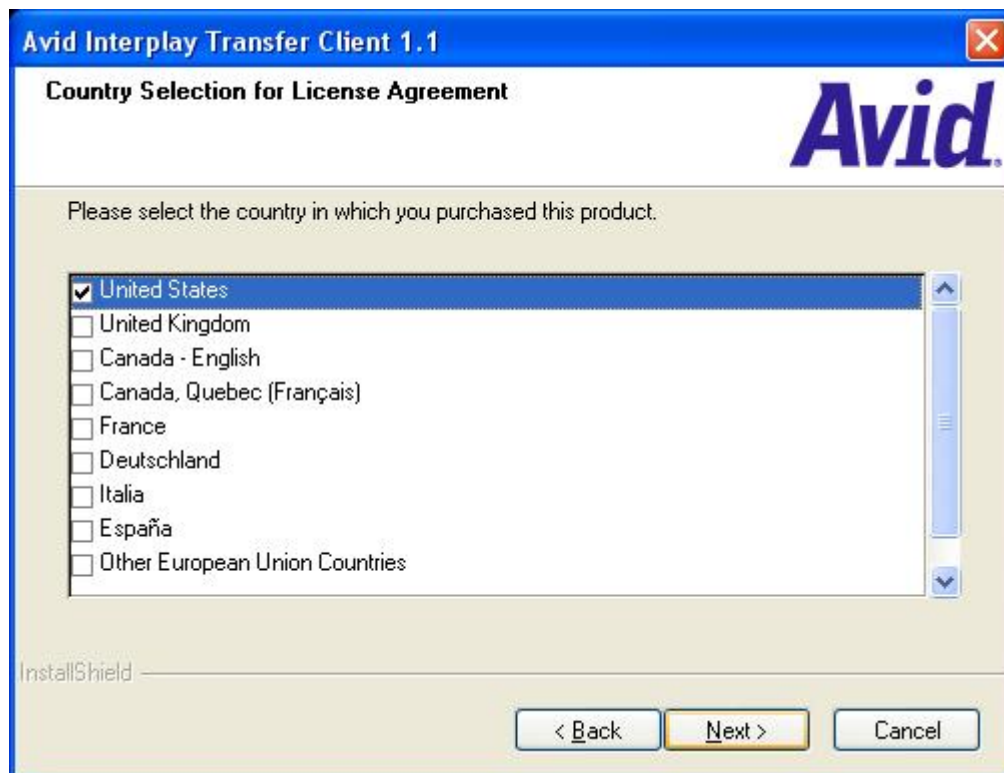 Avid Interplay Transfer Client 1.1
Country Selection for License Agreement
Avid.
Please select the country in which you purchased this product.
United States
United Kingdom
Canada - English
Canada, Quebec (Français)
France
Deutschland
Italia
España
Other European Union Countries
InstallShield
< Back
Next >
Cancel